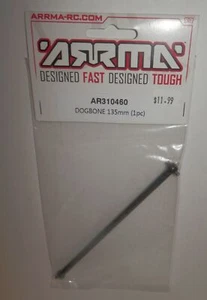 ARRMA-RC.COM
ARRMA
DESIGNED FAST DESIGNED TOUGH
AR310460
$11.99
DOGBONE 135mm (1pc)